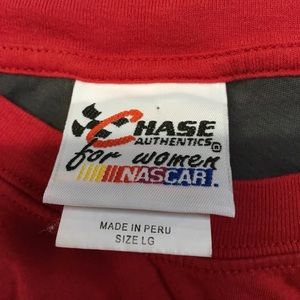 CHASE
AUTHENTICS®
for women
NASCAR.
MADE IN PERU
SIZE LG